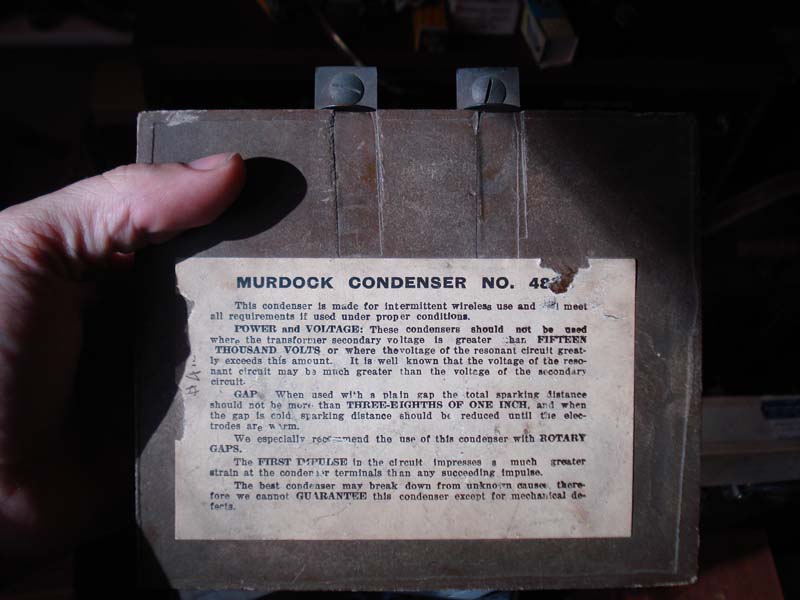 MURDOCK CONDENSER NO. 48
This condenser is made for intermittent wireless use and meet
all requirements if used under proper conditions.
POWER and VOLTAGE: These condensers should not be used
where the transformer secondary voltage is greater than FIFTEEN
THOUSAND VOLTS or where the voltage of the resonant circuit great-
ly exceeds this amount. It is well known that the voltage of the reso-
nant circuit may be much greater than the voltage of the secondary
circuit.
GAP When used with a plain gap the total sparking distance
should not be more than THREE-EIGHTHS OF ONE INCH, and when
the gap is cold sparking distance should be reduced until the elec-
trodes are warm.
We especially recommend the use of this condenser with ROTARY
GAPS.
The FIRST IMPULSE in the circuit impresses a much greater
strain at the condenser terminals than any succeeding impulse.
The best condenser may break down from unknown causes, there-
fore we cannot GUARANTEE this condenser except for mechanical de-
fects.